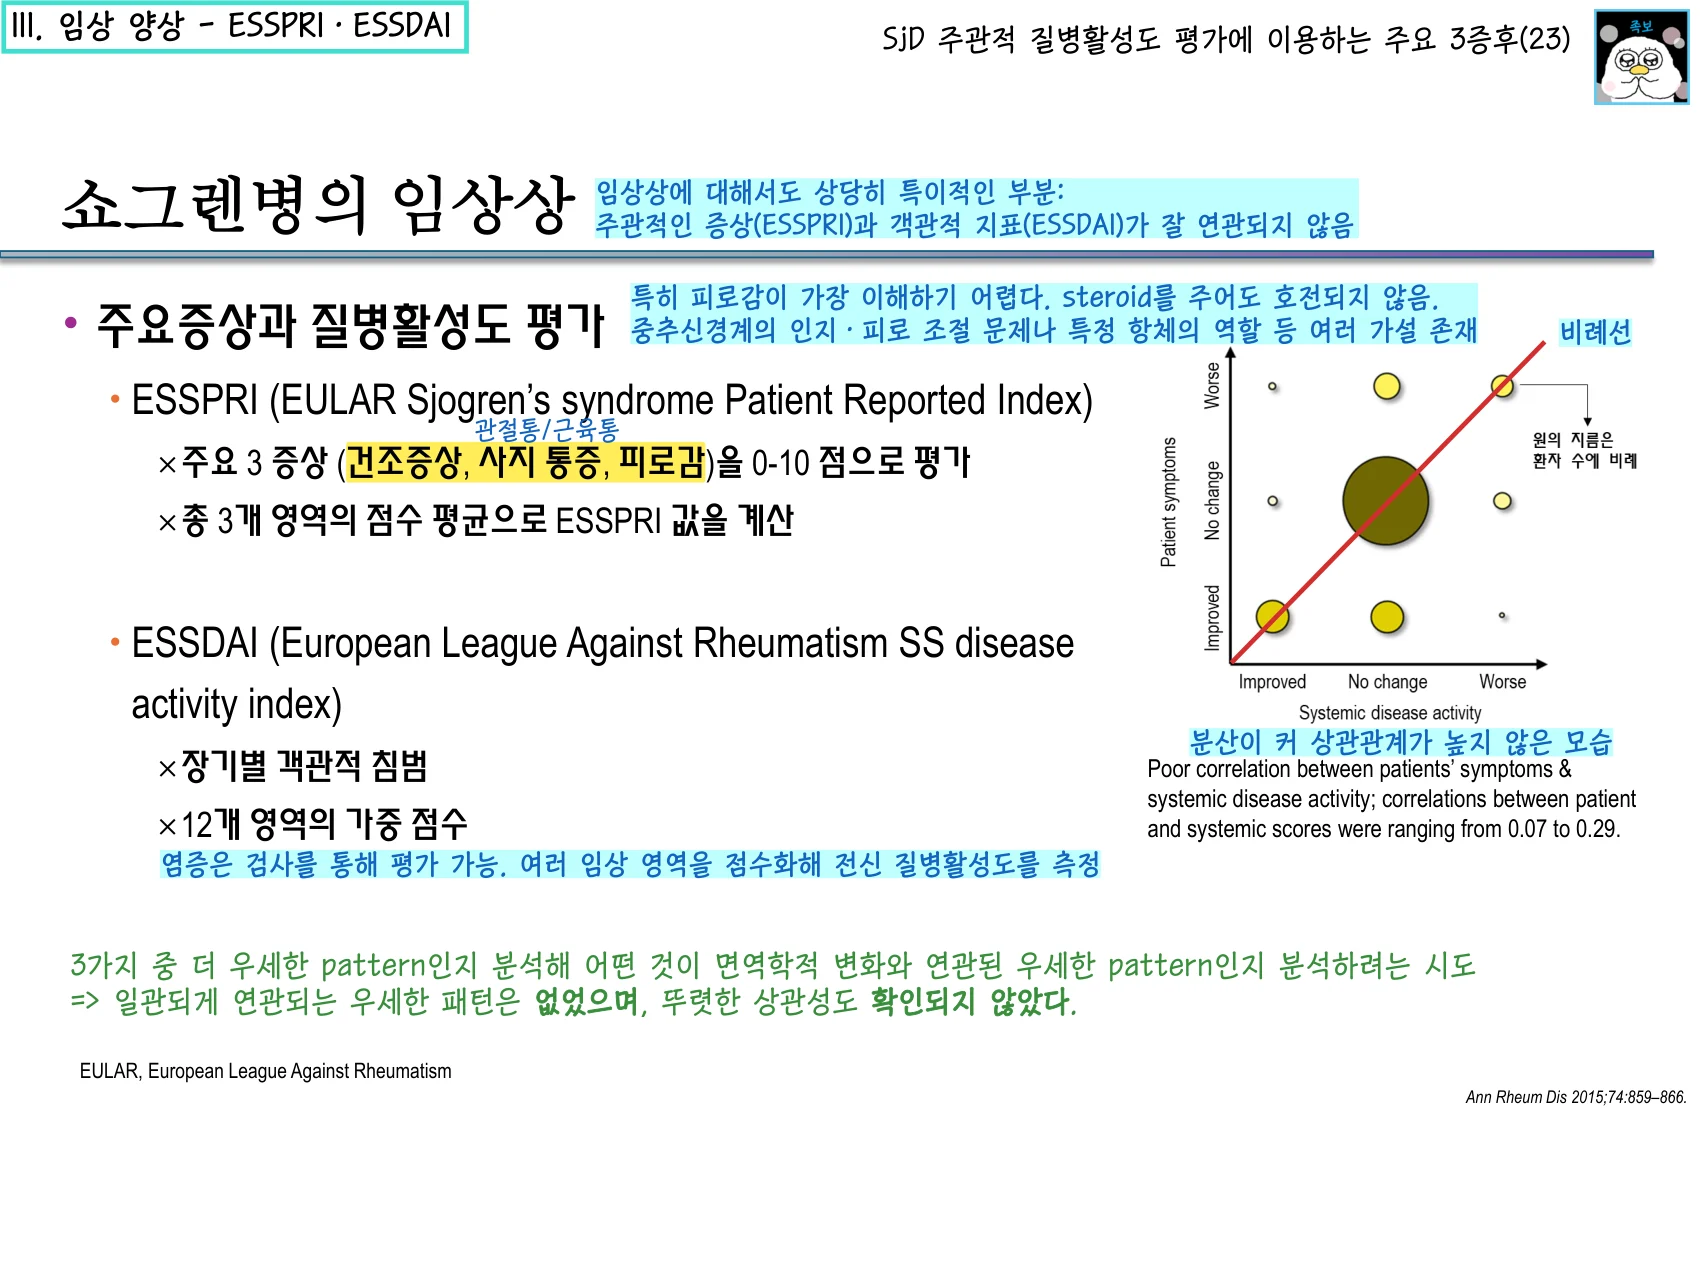 III. 임상 양상 - ESSPRI · ESSDAI
SjD 주관적 질병활성도 평가에 이용하는 주요 3증후(23)
족보
쇼그렌병의 임상상
임상상에 대해서도 상당히 특이적인 부분:
주관적인 증상(ESSPRI)과 객관적 지표(ESSDAI)가 잘 연관되지 않음
• 주요증상과 질병활성도 평가
특히 피로감이 가장 이해하기 어렵다. steroid를 주어도 호전되지 않음.
중추신경계의 인지 · 피로 조절 문제나 특정 항체의 역할 등 여러 가설 존재
• ESSPRI (EULAR Sjogren’s syndrome Patient Reported Index)
관절통/근육통
×주요 3 증상 (건조증상, 사지 통증, 피로감)을 0-10 점으로 평가
×총 3개 영역의 점수 평균으로 ESSPRI 값을 계산
• ESSDAI (European League Against Rheumatism SS disease
activity index)
×장기별 객관적 침범
×12개 영역의 가중 점수
염증은 검사를 통해 평가 가능. 여러 임상 영역을 점수화해 전신 질병활성도를 측정
비례선
원의 지름은
환자 수에 비례
Patient symptoms
Worse
No change
Improved
Improved No change Worse
Systemic disease activity
분산이 커 상관관계가 높지 않은 모습
Poor correlation between patients’ symptoms &
systemic disease activity; correlations between patient
and systemic scores were ranging from 0.07 to 0.29.
3가지 중 더 우세한 pattern인지 분석해 어떤 것이 면역학적 변화와 연관된 우세한 pattern인지 분석하려는 시도
=> 일관되게 연관되는 우세한 패턴은 없었으며, 뚜렷한 상관성도 확인되지 않았다.
EULAR, European League Against Rheumatism
Ann Rheum Dis 2015;74:859–866.